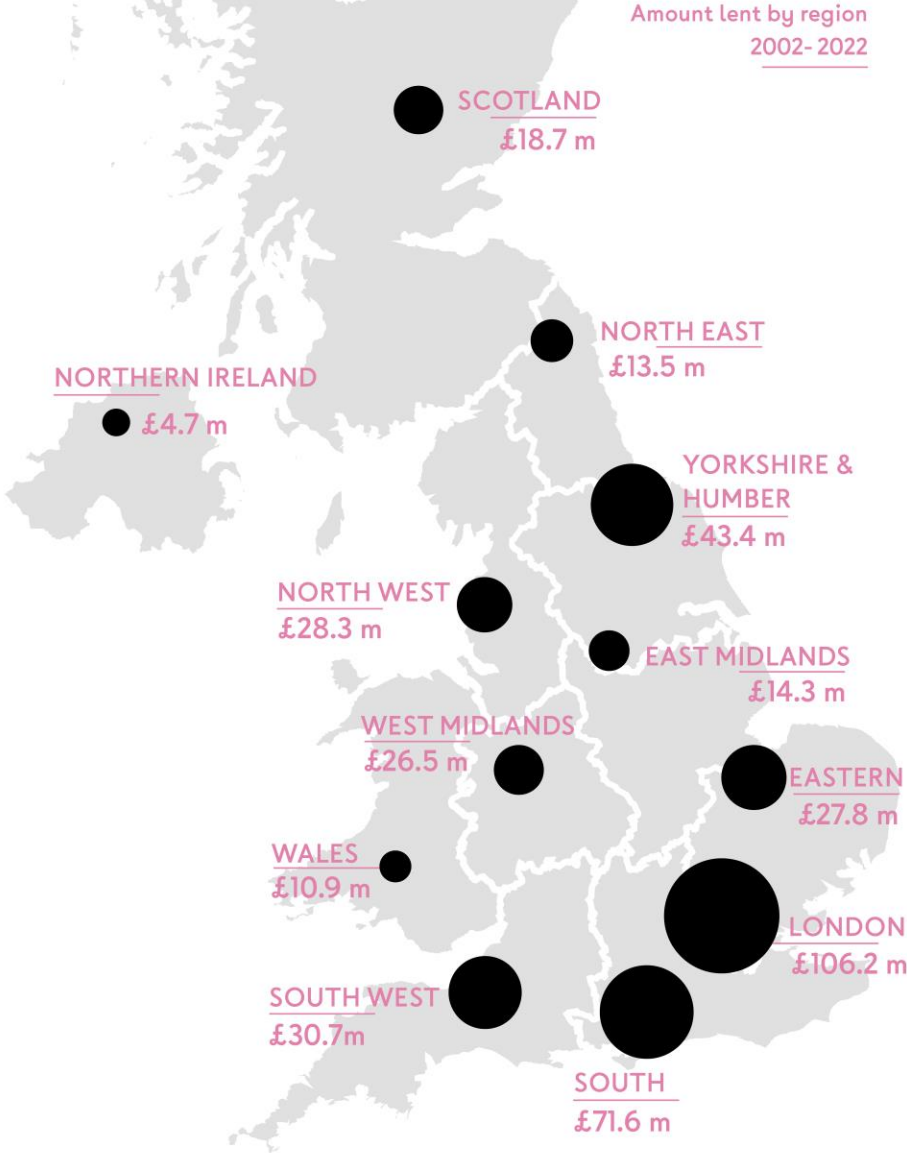 Amount lent by region
2002- 2022
SCOTLAND
£18.7 m
NORTH EAST
£13.5 m
NORTHERN IRELAND
£4.7 m
YORKSHIRE &
HUMBER
£43.4 m
NORTH WEST
£28.3 m
EAST MIDLANDS
£14.3 m
WEST MIDLANDS
£26.5 m
EASTERN
£27.8 m
WALES
£10.9 m
LONDON
£106.2 m
SOUTH WEST
£30.7m
SOUTH
£71.6 m